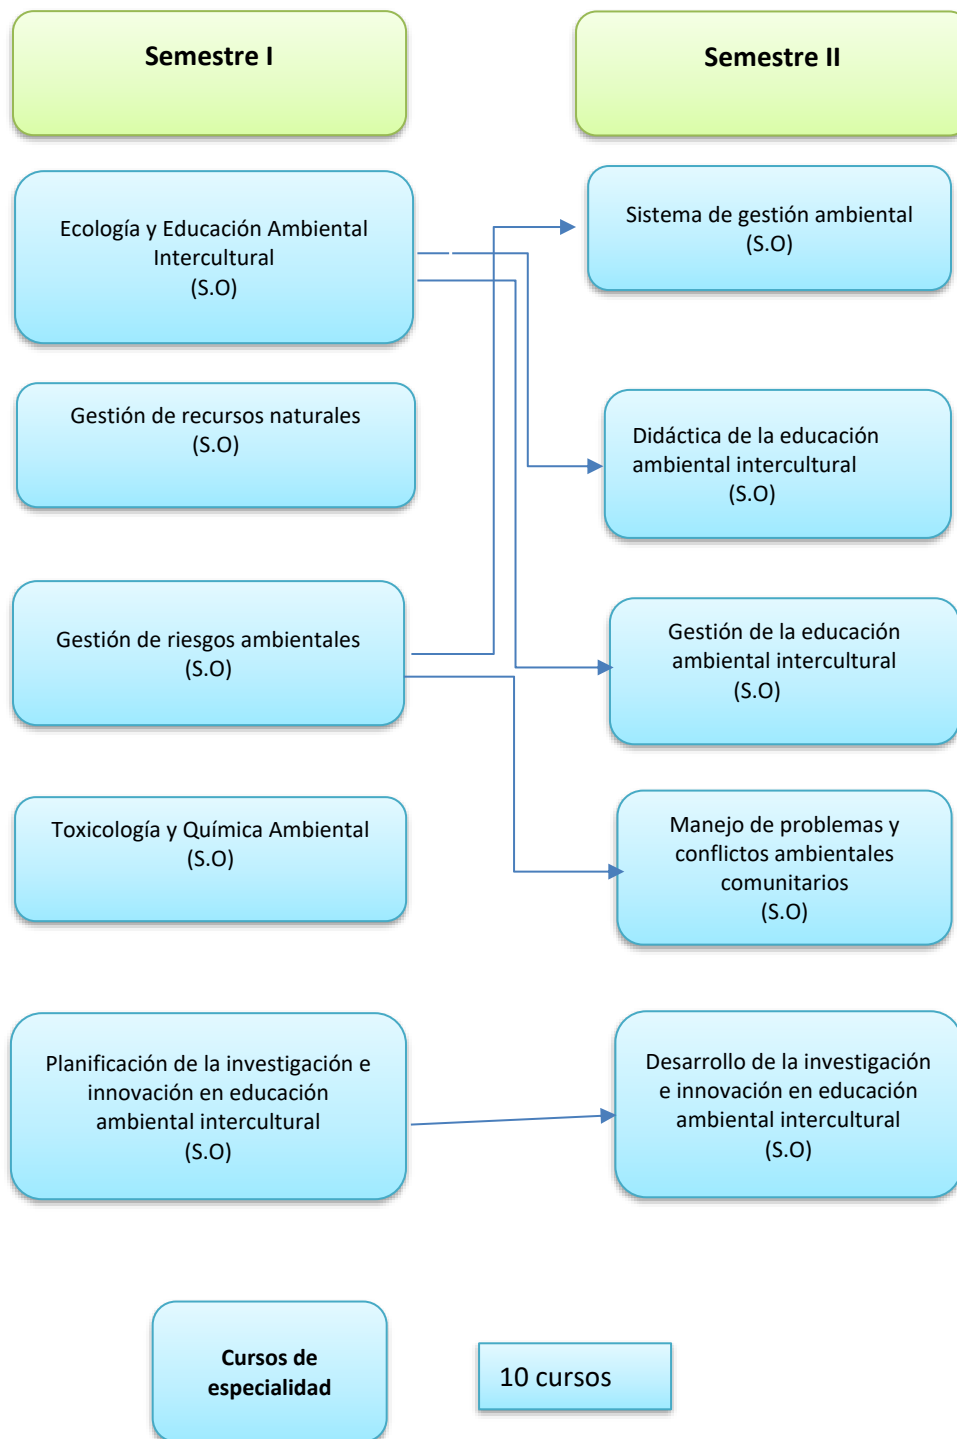 Semestre I
Semestre II
Ecología y Educación Ambiental
Intercultural
(S.O)
Sistema de gestión ambiental
(S.O)
Gestión de recursos naturales
(S.O)
Didáctica de la educación
ambiental intercultural
(S.O)
Gestión de riesgos ambientales
(S.O)
Gestión de la educación
ambiental intercultural
(S.O)
Toxicología y Química Ambiental
(S.O)
Manejo de problemas y
conflictos ambientales
comunitarios
(S.O)
Planificación de la investigación e
innovación en educación
ambiental intercultural
(S.O)
Desarrollo de la investigación
e innovación en educación
ambiental intercultural
(S.O)
Cursos de
especialidad
10 cursos